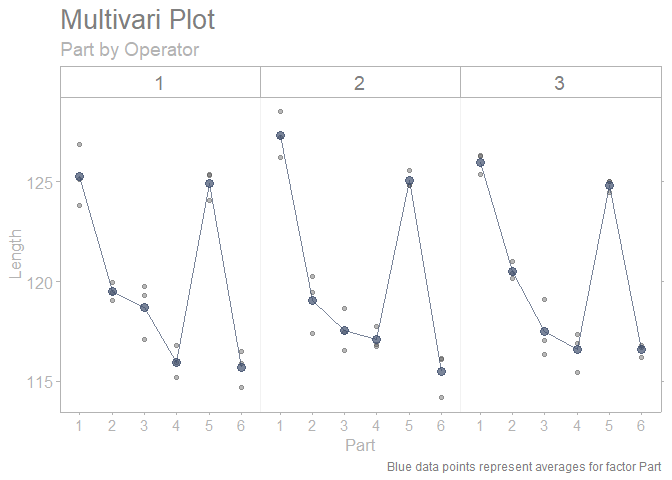 Multivari Plot
Part by Operator
1 2 3
125
120
115
Length
1 2 3 4 5 6 1 2 3 4 5 6 1 2 3 4 5 6
Part
Blue data points represent averages for factor Part